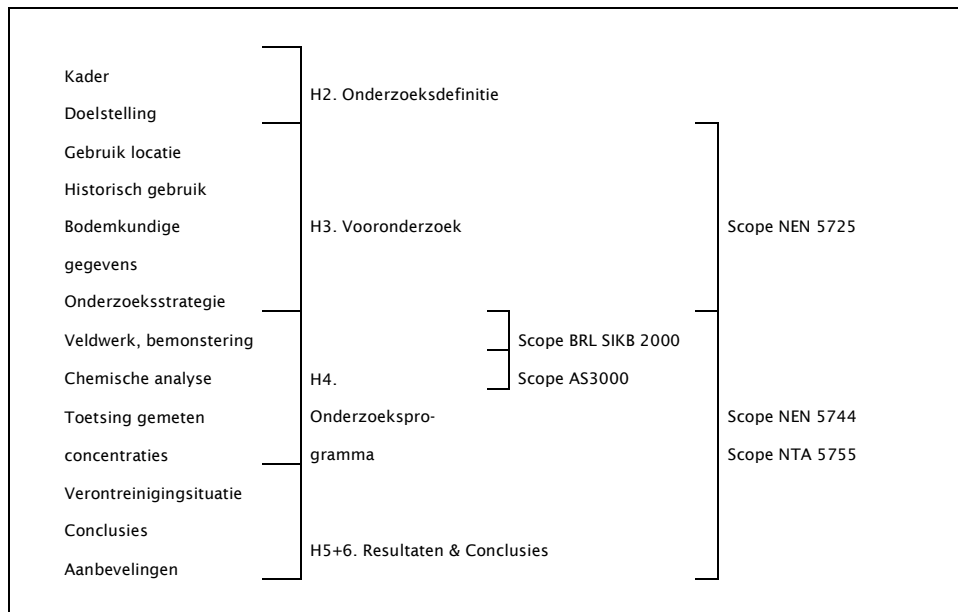 Kader
H2. Onderzoeksdefinitie
Doelstelling
Gebruik locatie
Historisch gebruik
Bodemkundige
H3. Vooronderzoek
Scope NEN 5725
gegevens
Onderzoeksstrategie
Veldwerk, bemonstering
Scope BRL SIKB 2000
Chemische analyse
H4.
Scope AS3000
Toetsing gemeten
Onderzoekspro-
Scope NEN 5744
concentraties
gramma
Scope NTA 5755
Verontreinigingsituatie
Conclusies
H5+6. Resultaten & Conclusies
Aanbevelingen